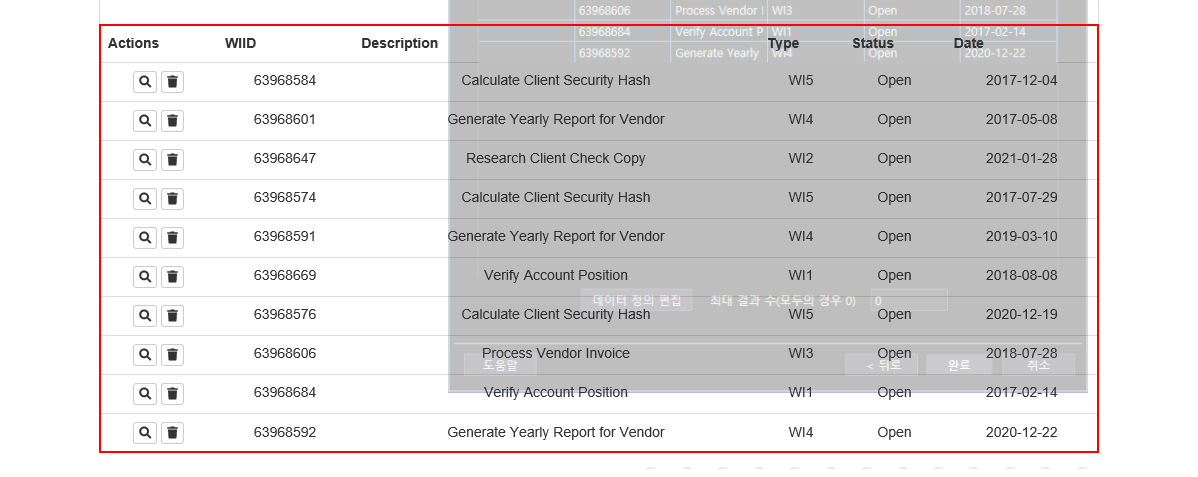 63968606 Process Vendor I WI3 Open 2018-07-28
63968684 Verify Account P WI1 Open 2017-02-14
63968592 Generate Yearly WI4 Open 2020-12-22
Actions WIID Description Type Status Date
63968584 Calculate Client Security Hash WI5 Open 2017-12-04
63968601 Generate Yearly Report for Vendor WI4 Open 2017-05-08
63968647 Research Client Check Copy WI2 Open 2021-01-28
63968574 Calculate Client Security Hash WI5 Open 2017-07-29
63968591 Generate Yearly Report for Vendor WI4 Open 2019-03-10
63968669 Verify Account Position WI1 Open 2018-08-08
데이터 정의 편집 최대 결과 수(모두의 경우 0) 0
63968576 Calculate Client Security Hash WI5 Open 2020-12-19
63968606 Process Vendor Invoice WI3 Open 2018-07-28
도움말 < 뒤로 완료 취소
63968684 Verify Account Position WI1 Open 2017-02-14
63968592 Generate Yearly Report for Vendor WI4 Open 2020-12-22